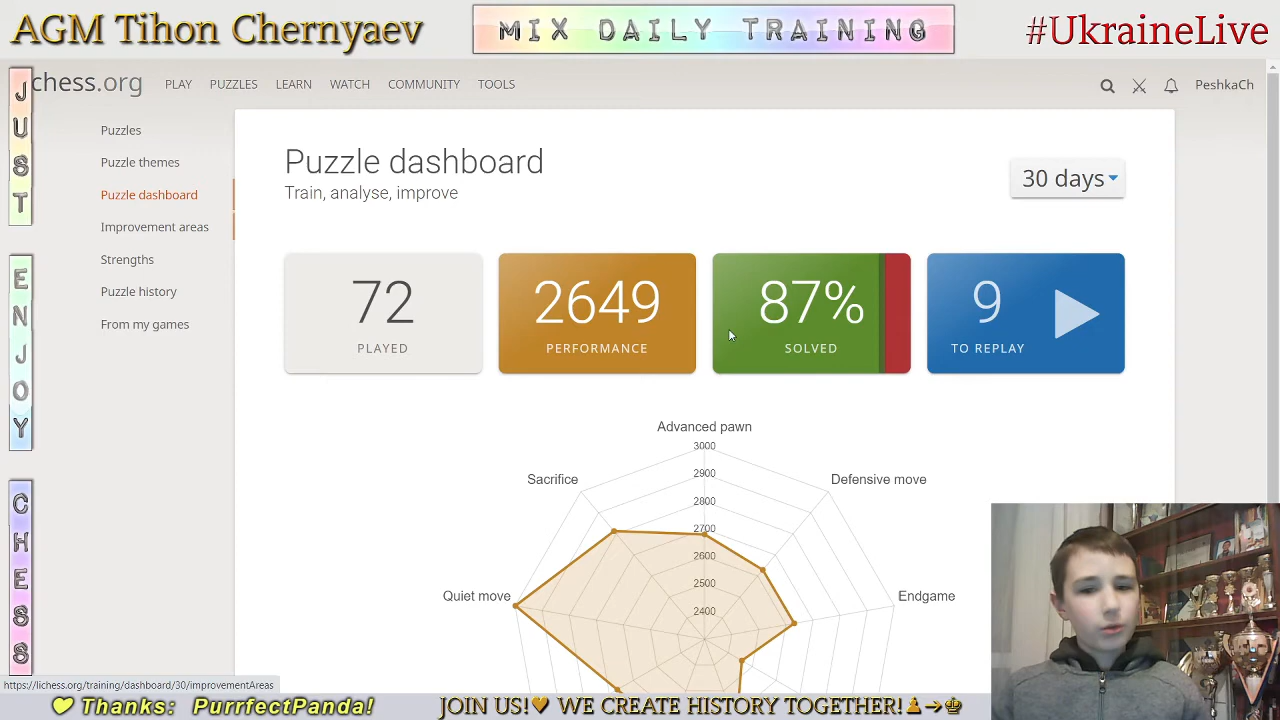 AGM Tihon Chernyaev
MIX DAILY TRAINING
#UkraineLive
JUST
ENJOY
CHESS
chess.org
PLAY
PUZZLES
LEARN
WATCH
COMMUNITY
TOOLS
PeshkaCh
Puzzles
Puzzle themes
Puzzle dashboard
Improvement areas
Strengths
Puzzle history
From my games
Puzzle dashboard
Train, analyse, improve
30 days
72
PLAYED
2649
PERFORMANCE
87%
SOLVED
9
TO REPLAY
Advanced pawn
3000
Sacrifice
2900
Defensive move
2800
2700
2600
2500
Quiet move
Endgame
2400
https://lichess.org/training/dashboard/30/improvementAreas
Thanks: PurrfectPanda!
JOIN US! WE CREATE HISTORY TOGETHER!